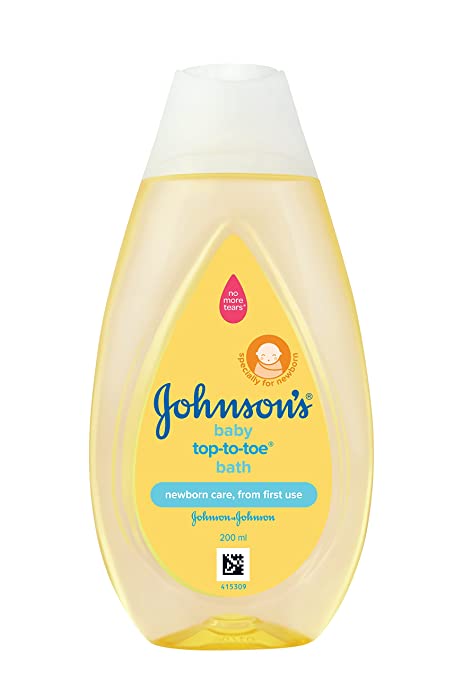 no
more
tears®
specially for newborn
Johnson's®
baby
top-to-toe®
bath
newborn care, from first use
Johnson & Johnson
200 ml
415309